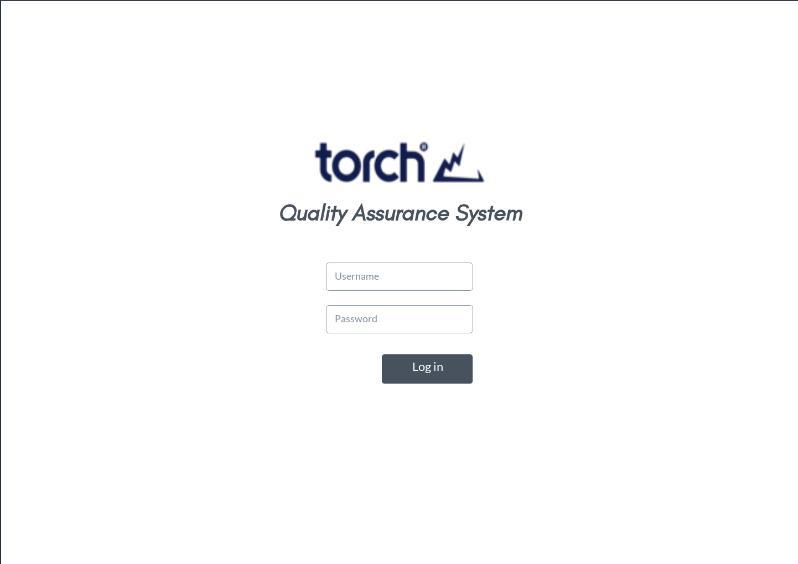 torch®
Quality Assurance System
Username
Password
Log in